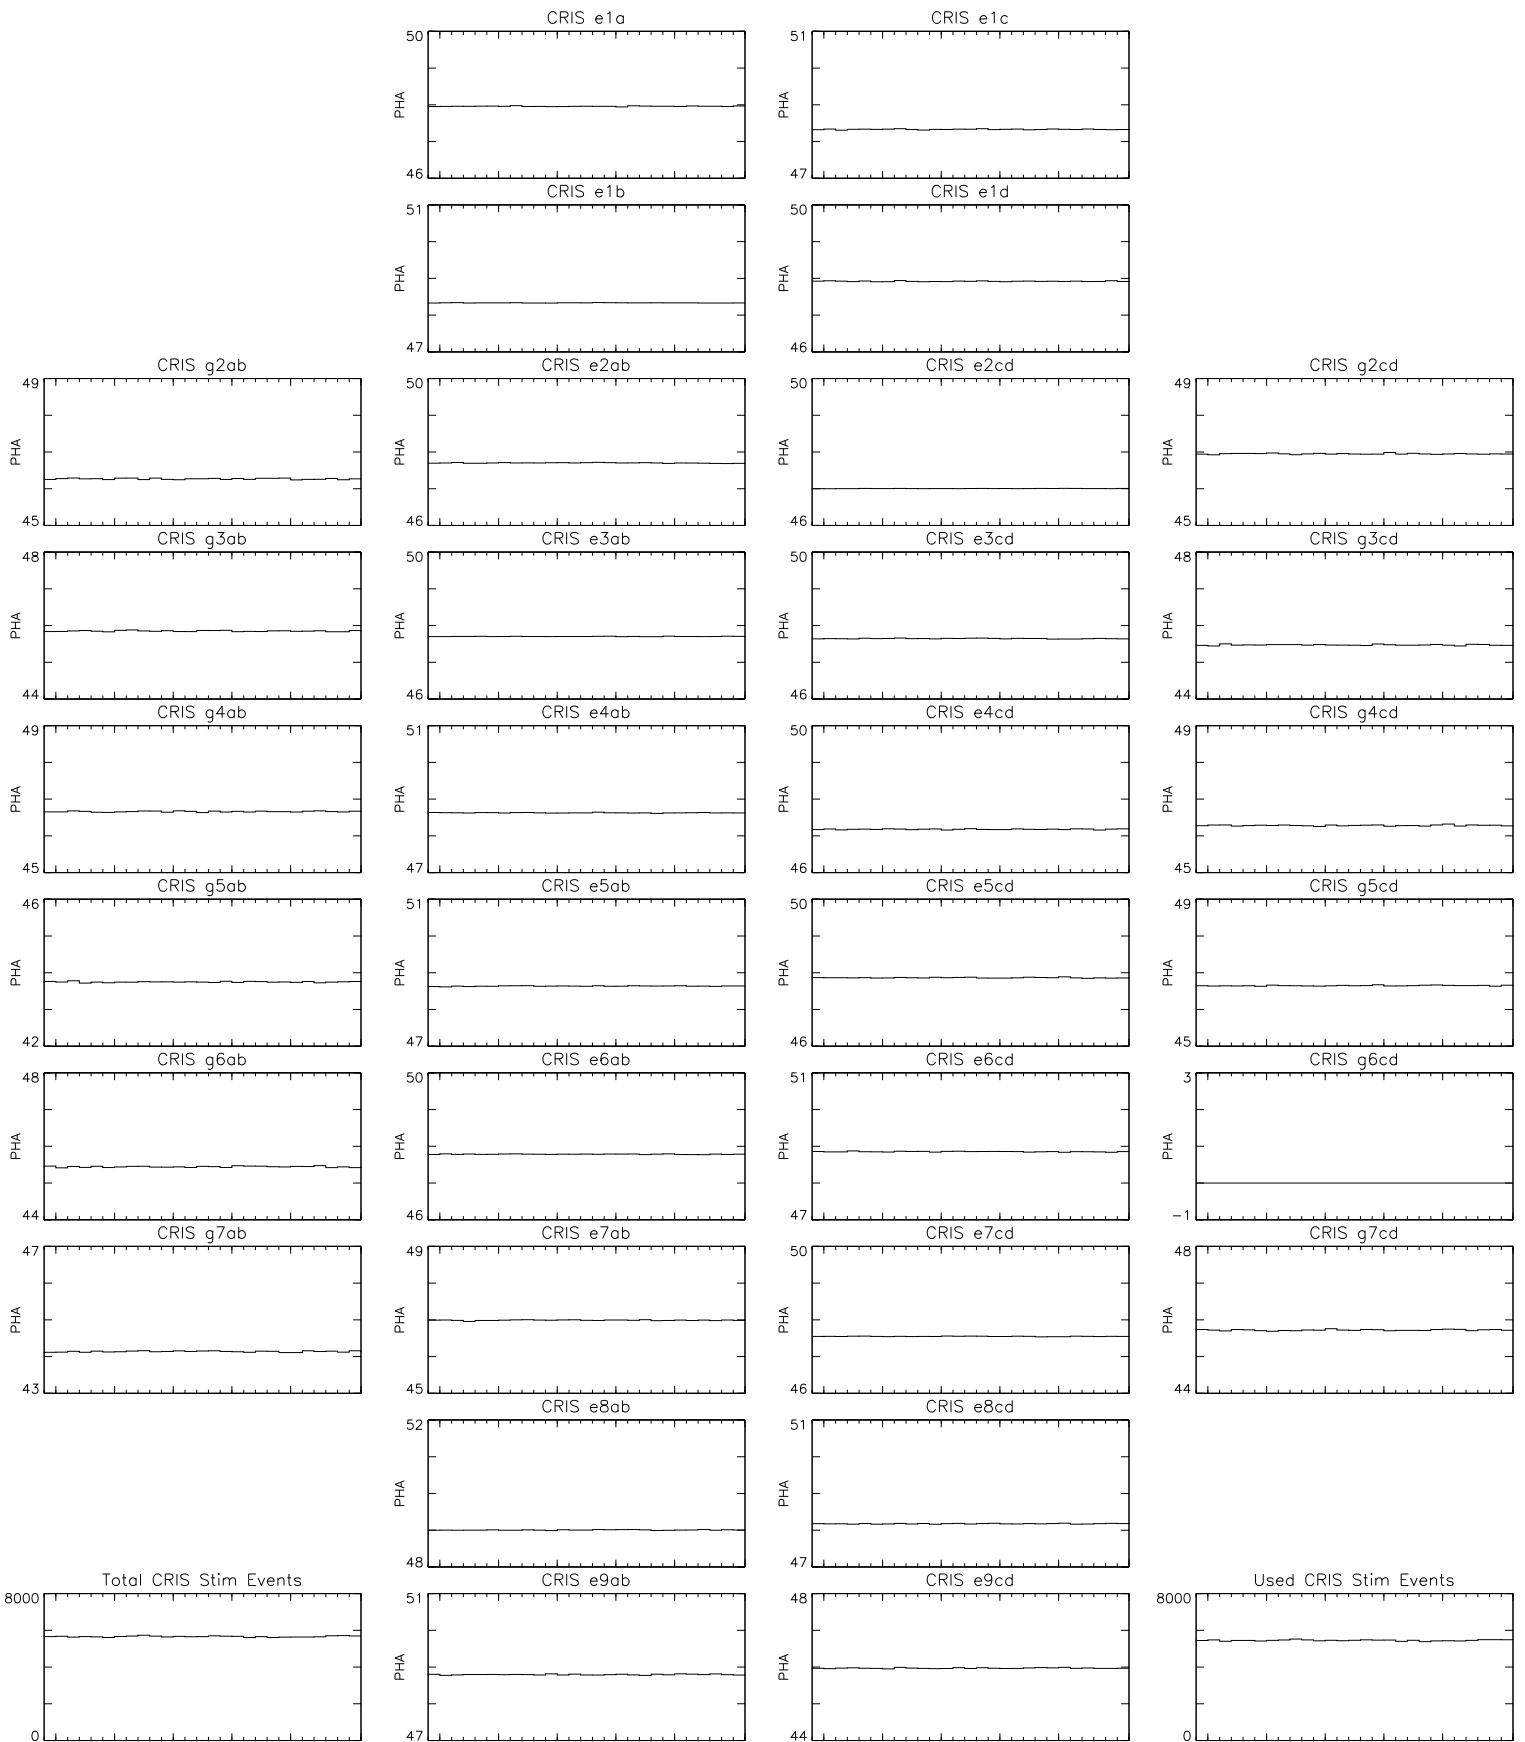 CRIS e1a
50
PHA
46
CRIS e1c
51
PHA
47
CRIS e1b
51
PHA
47
CRIS e1d
50
PHA
46
CRIS g2ab
49
PHA
45
CRIS e2ab
50
PHA
46
CRIS e2cd
50
PHA
46
CRIS g2cd
49
PHA
45
CRIS g3ab
48
PHA
44
CRIS e3ab
50
PHA
46
CRIS e3cd
50
PHA
46
CRIS g3cd
48
PHA
44
CRIS g4ab
49
PHA
45
CRIS e4ab
51
PHA
47
CRIS e4cd
50
PHA
46
CRIS g4cd
49
PHA
45
CRIS g5ab
46
PHA
42
CRIS e5ab
51
PHA
47
CRIS e5cd
50
PHA
46
CRIS g5cd
49
PHA
45
CRIS g6ab
48
PHA
44
CRIS e6ab
50
PHA
46
CRIS e6cd
51
PHA
47
CRIS g6cd
3
PHA
-1
CRIS g7ab
47
PHA
43
CRIS e7ab
49
PHA
45
CRIS e7cd
50
PHA
46
CRIS g7cd
48
PHA
44
CRIS e8ab
52
PHA
48
CRIS e8cd
51
PHA
47
Total CRIS Stim Events
8000
0
CRIS e9ab
51
PHA
47
CRIS e9cd
48
PHA
44
Used CRIS Stim Events
8000
0